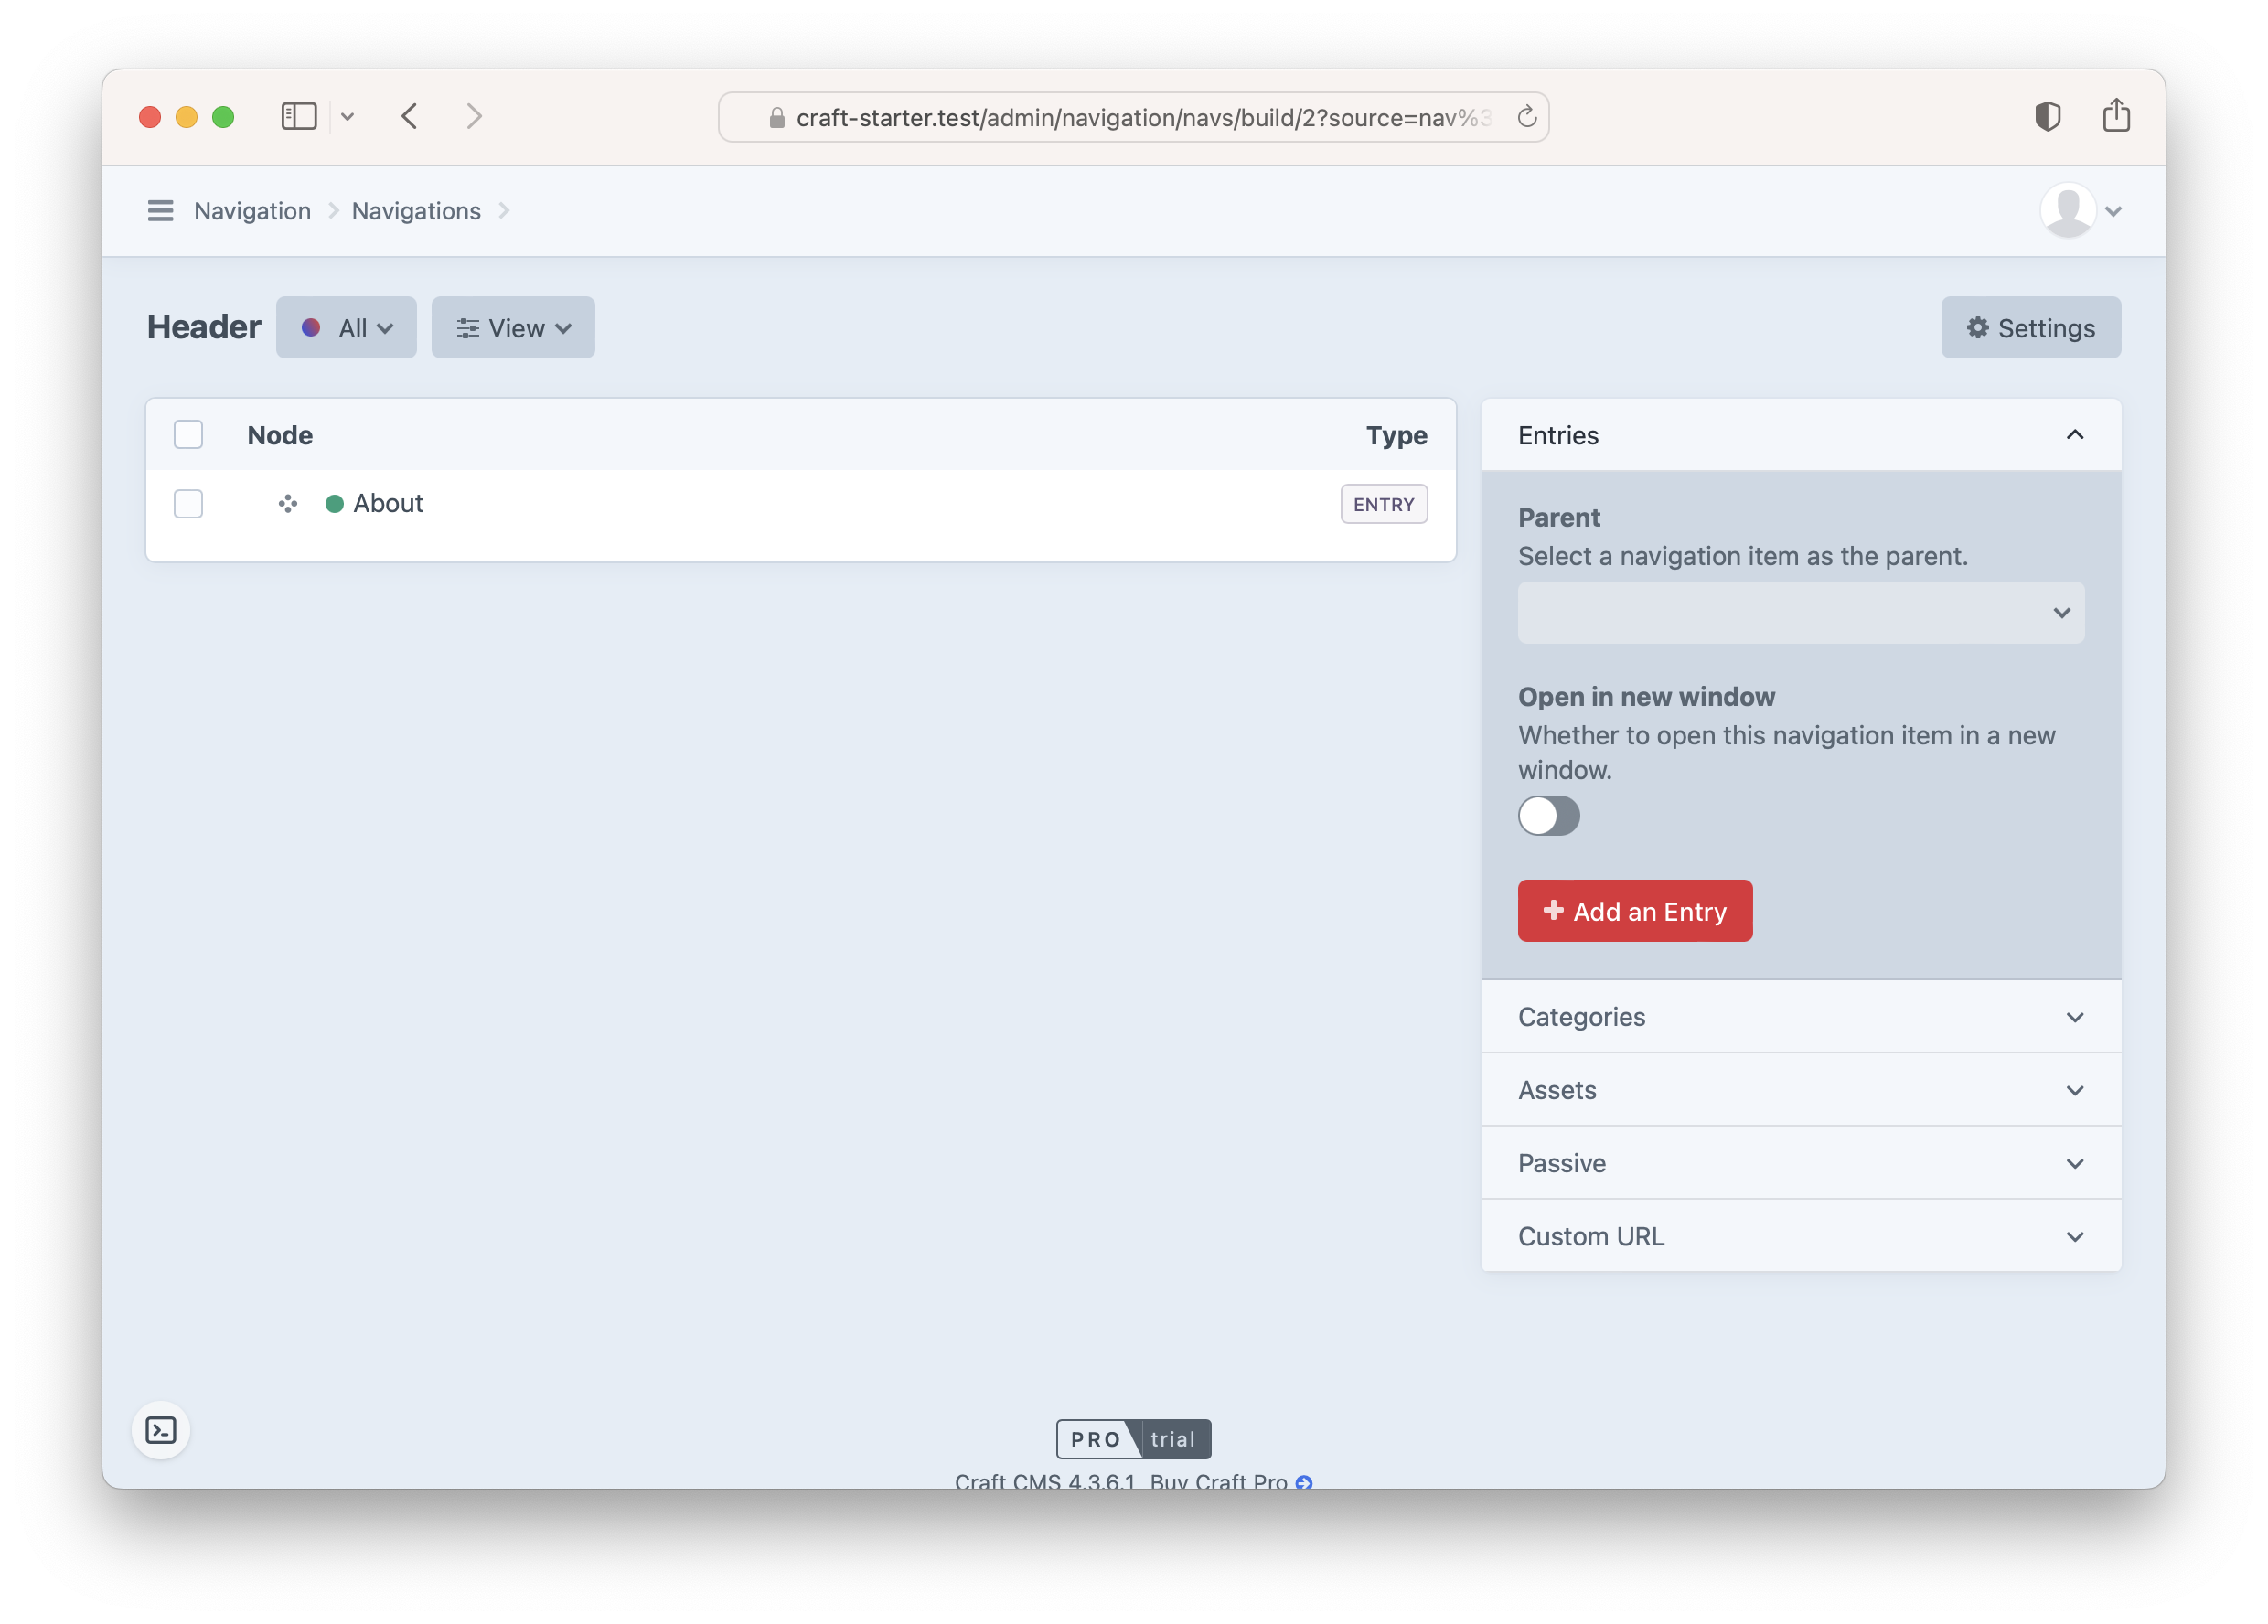 craft-starter.test/admin/navigation/navs/build/2?source=nav%3
Navigation Navigations
Header All View Settings
Node Type
About ENTRY
Entries
Parent
Select a navigation item as the parent.
Open in new window
Whether to open this navigation item in a new
window.
+ Add an Entry
Categories
Assets
Passive
Custom URL
PRO trial
Craft CMS 4.3.6.1 Buy Craft Pro